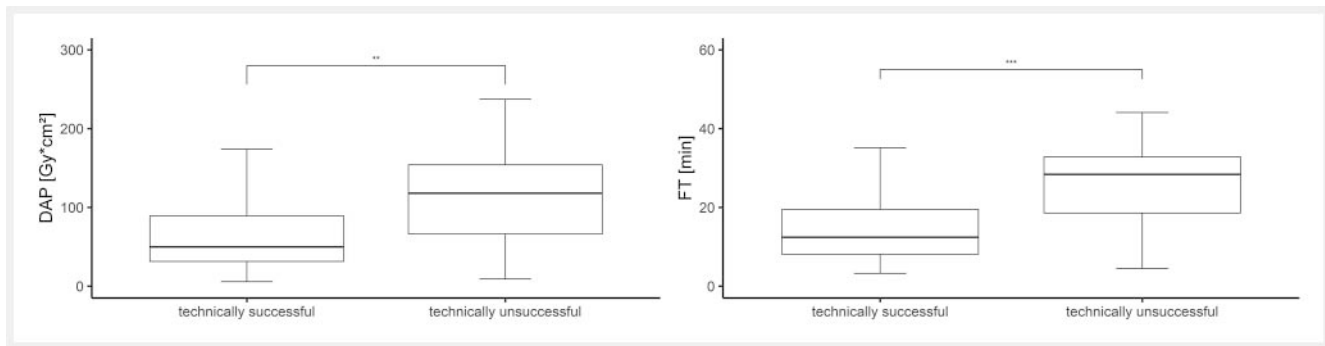 300
200
100
0
DAP [Gy*cm²]
**
technically successful
technically unsuccessful
60
40
20
0
FT [min]
***
technically successful
technically unsuccessful